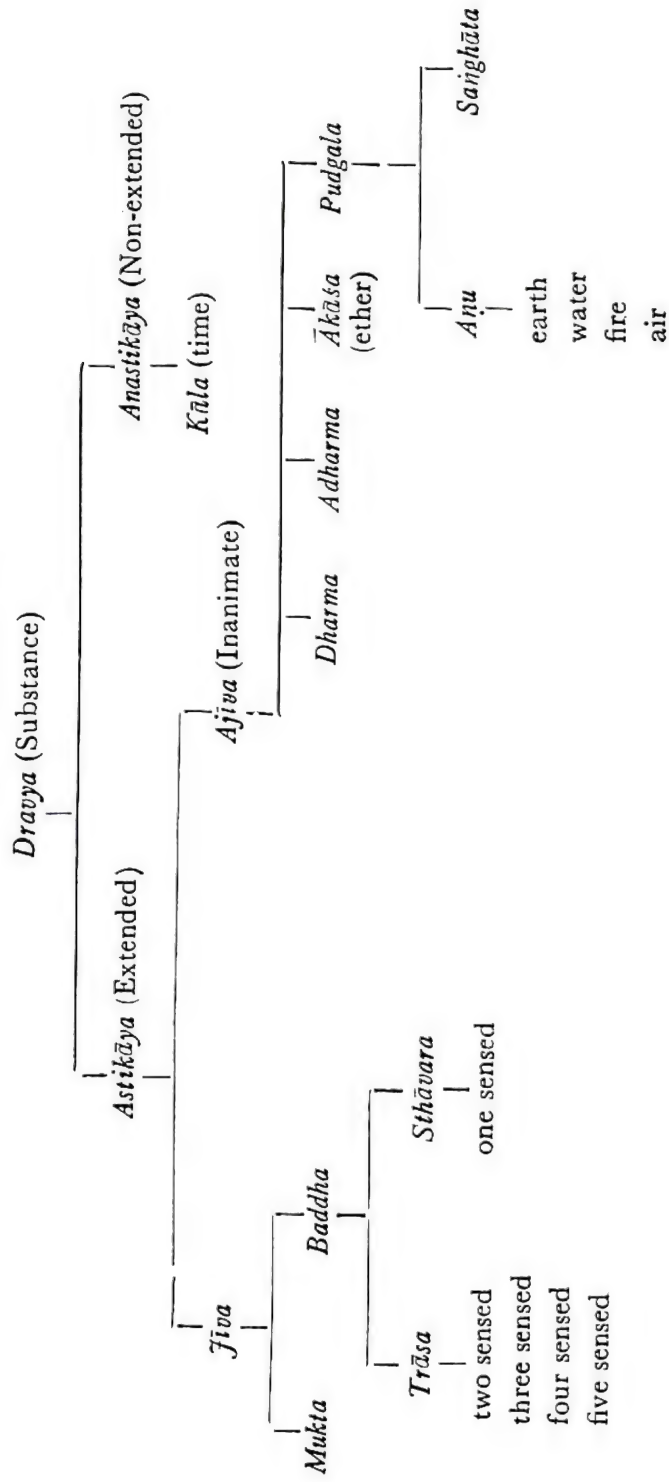 Dravya (Substance)
Astikāya (Extended)
Anastikāya (Non-extended)
Kāla (time)
Jīva
Ajīva (Inanimate)
Mukta
Baddha
Dharma
Adharma
Ākāśa
(ether)
Pudgala
Trāsa
two sensed
three sensed
four sensed
five sensed
Sthāvara
one sensed
Aṇu
earth
water
fire
air
Saṅghāta